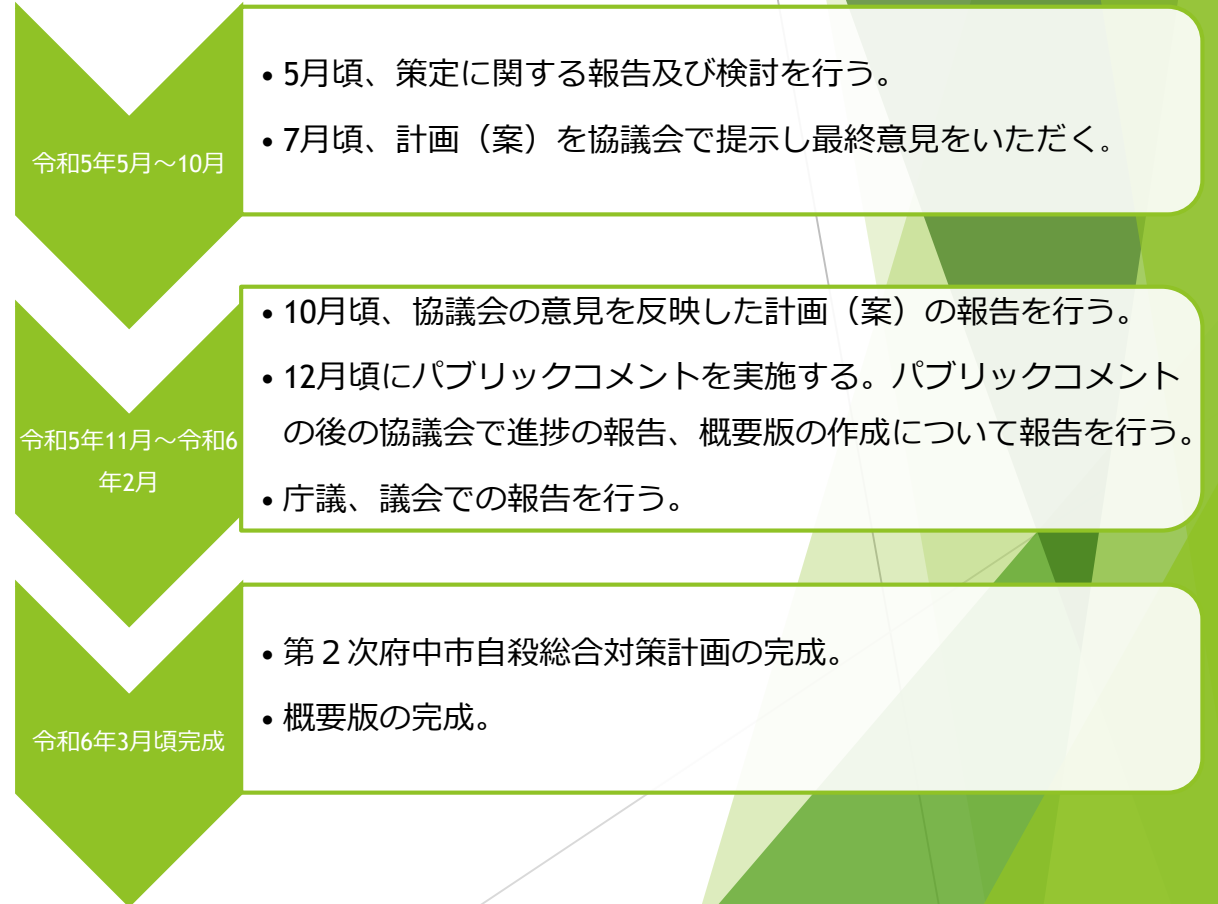 令和5年5月～10月
• 5月頃、策定に関する報告及び検討を行う。
• 7月頃、計画（案）を協議会で提示し最終意見をいただく。
令和5年11月～令和6
年2月
• 10月頃、協議会の意見を反映した計画（案）の報告を行う。
• 12月頃にパブリックコメントを実施する。パブリックコメント
の後の協議会で進捗の報告、概要版の作成について報告を行う。
• 庁議、議会での報告を行う。
令和6年3月頃完成
• 第２次府中市自殺総合対策計画の完成。
• 概要版の完成。